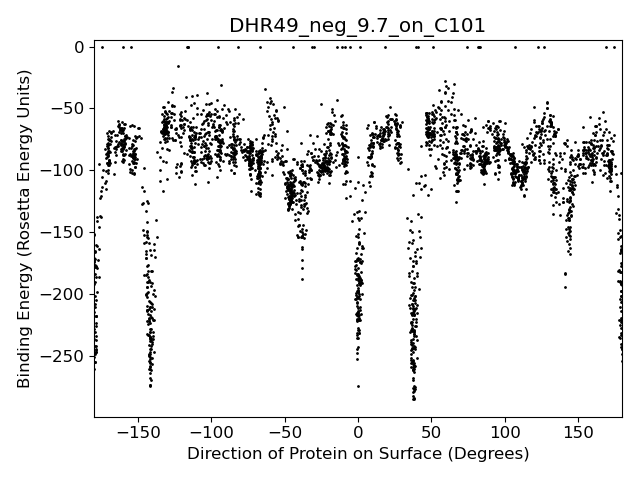 DHR49_neg_9.7_on_C101
0
−50
−100
−150
−200
−250
Binding Energy (Rosetta Energy Units)
−150 −100 −50 0 50 100 150
Direction of Protein on Surface (Degrees)